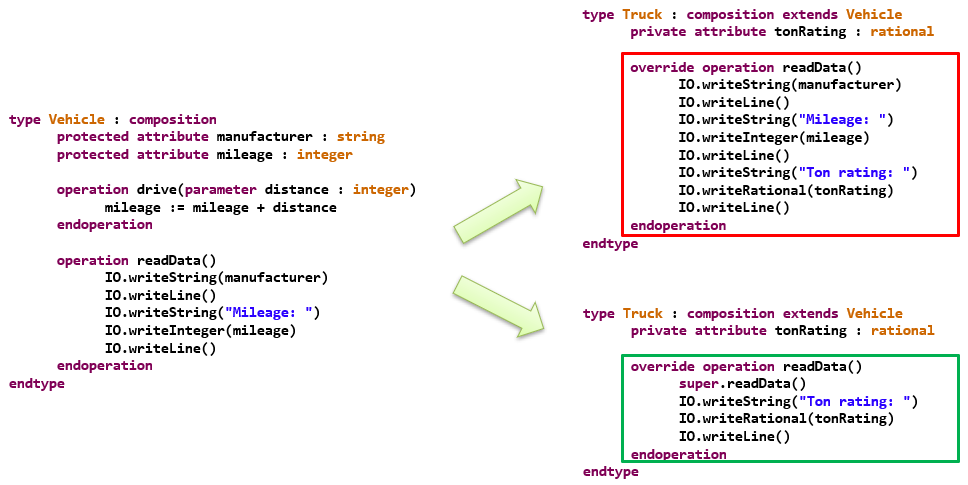 type Vehicle : composition
protected attribute manufacturer : string
protected attribute mileage : integer
operation drive(parameter distance : integer)
mileage := mileage + distance
endoperation
operation readData()
IO.writeString(manufacturer)
IO.writeLine()
IO.writeString("Mileage: ")
IO.writeInteger(mileage)
IO.writeLine()
endoperation
endtype
type Truck : composition extends Vehicle
private attribute tonRating : rational
override operation readData()
IO.writeString(manufacturer)
IO.writeLine()
IO.writeString("Mileage: ")
IO.writeInteger(mileage)
IO.writeLine()
IO.writeString("Ton rating: ")
IO.writeRational(tonRating)
IO.writeLine()
endoperation
endtype
type Truck : composition extends Vehicle
private attribute tonRating : rational
override operation readData()
super.readData()
IO.writeString("Ton rating: ")
IO.writeRational(tonRating)
IO.writeLine()
endoperation
endtype